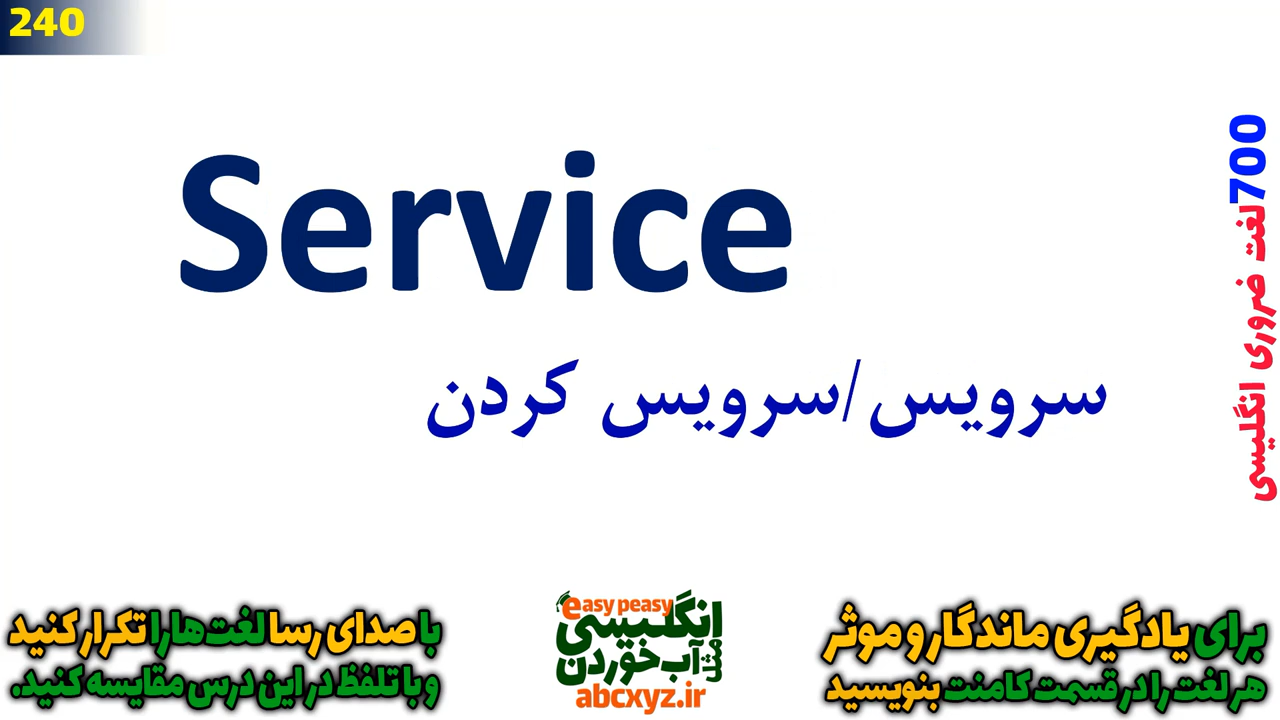 240
Service
سرویس/سرویس کردن
700 لغت ضروری انگلیسی
برای یادگیری ماندگار و موثر
هر لغت را در قسمت کامنت بنویسید
easy peasy
انگلیسی
مثل آب خوردن
abcxyz.ir
با صدای رسا لغت‌ها را تکرار کنید
و با تلفظ در این درس مقایسه کنید.